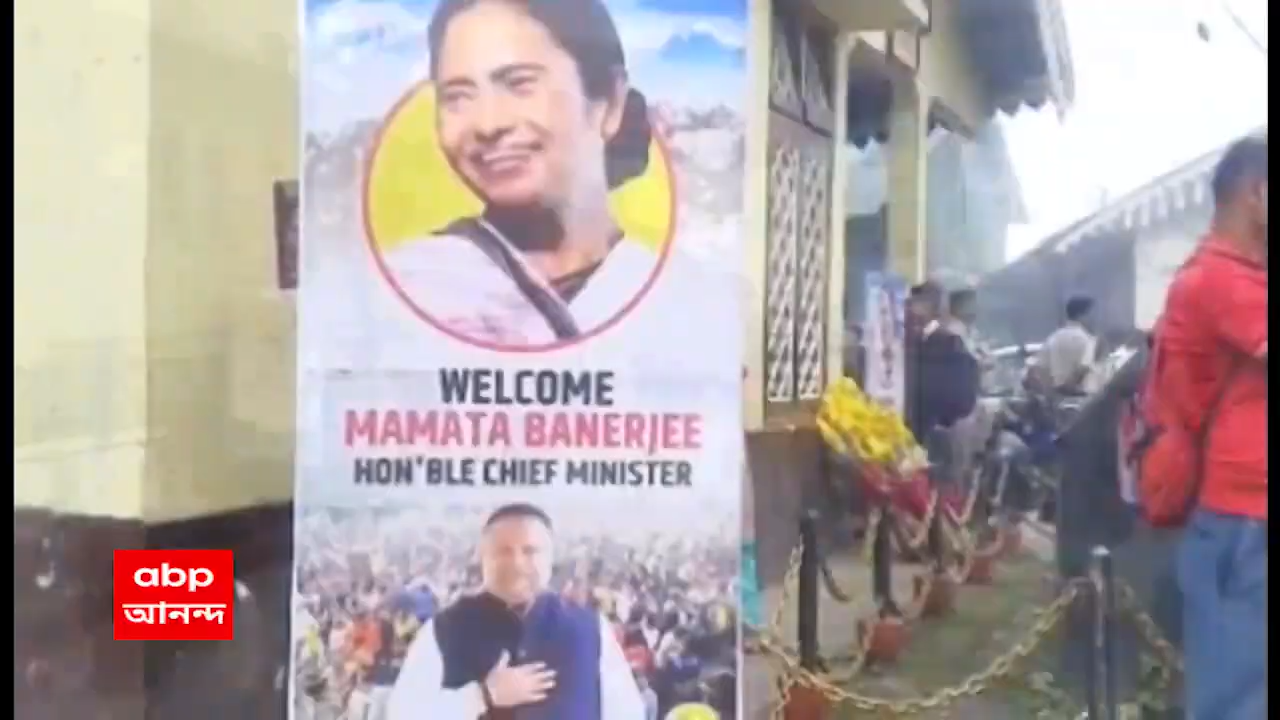 WELCOME
MAMATA BANERJEE
HON'BLE CHIEF MINISTER
abp
আনন্দ